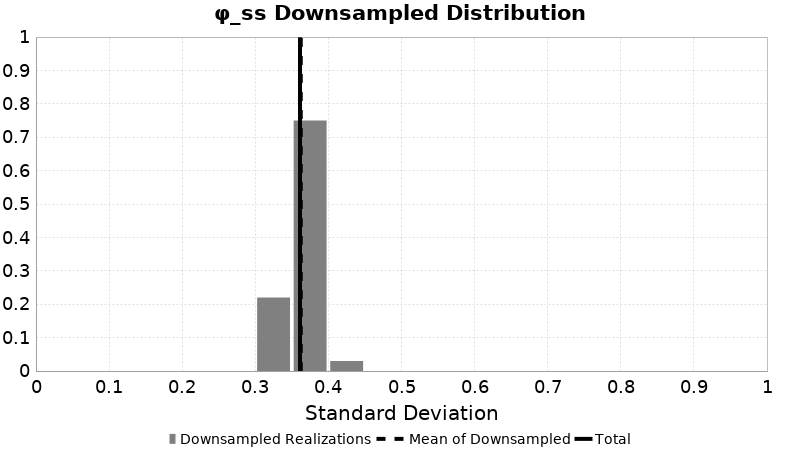 φ_ss Downsampled Distribution
1
0.9
0.8
0.7
0.6
0.5
0.4
0.3
0.2
0.1
0
0 0.1 0.2 0.3 0.4 0.5 0.6 0.7 0.8 0.9 1
Standard Deviation
Downsampled Realizations Mean of Downsampled Total